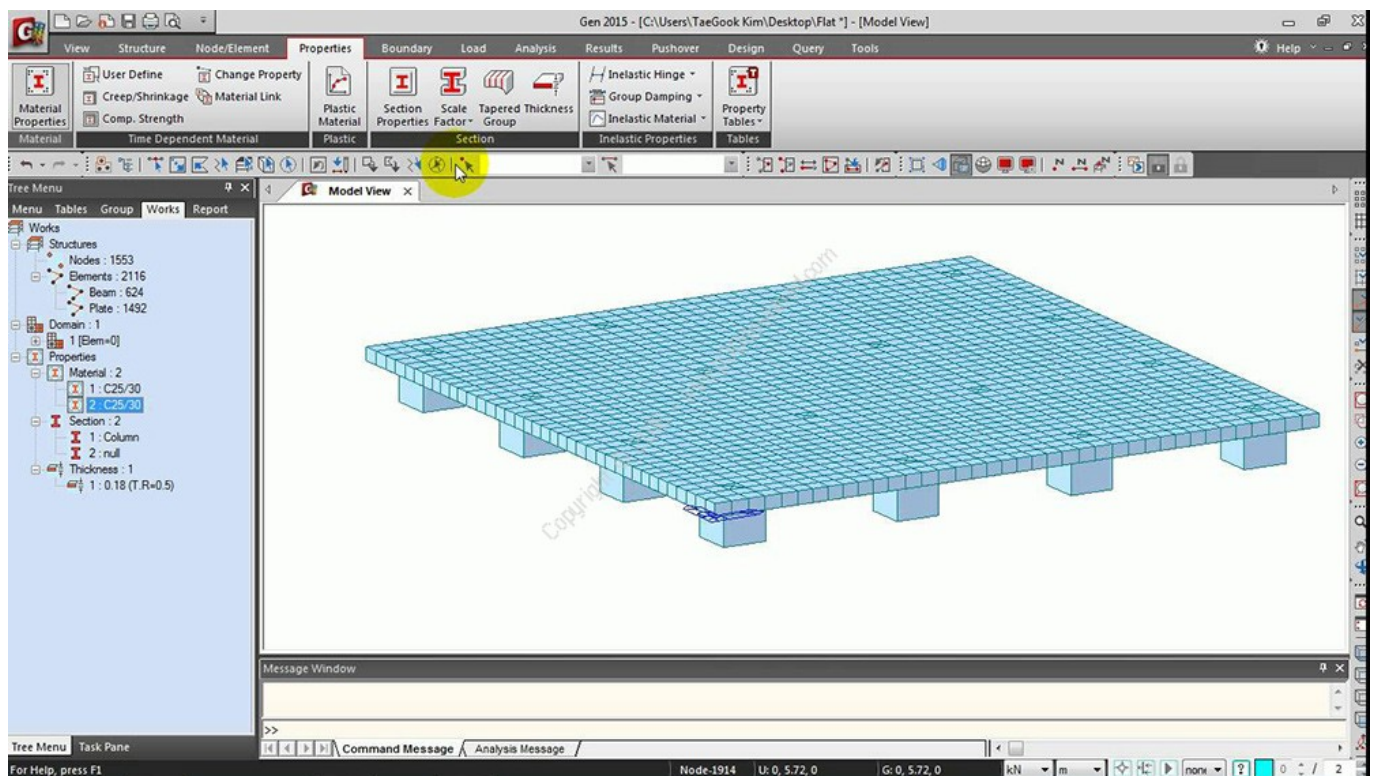 Gen 2015 - [C:\Users\TaeGook Kim\Desktop\Flat *] - [Model View]
View Structure Node/Element Properties Boundary Load Analysis Results Pushover Design Query Tools Help
User Define Change Property Inelastic Hinge
Creep/Shrinkage Material Link Group Damping
Comp. Strength Inelastic Material
Material Properties
Plastic Material
Section Properties
Scale Factor
Tapered Group
Thickness
Property Tables
Material Time Dependent Material Plastic Section Inelastic Properties Tables
Tree Menu
Model View
Menu Tables Group Works Report
Works
Structures
Nodes : 1553
Elements : 2116
Beam : 624
Plate : 1492
Domain : 1
1 [Elem=0]
Properties
Material : 2
1 : C25/30
2 : C25/30
Section : 2
1 : Column
2 : null
Thickness : 1
1 : 0.18 (T.R=0.5)
Message Window
>>
Tree Menu Task Pane
Command Message Analysis Message
For Help, press F1
Node-1914 U: 0, 5.72, 0 G: 0, 5.72, 0 kN m none 0 / 2